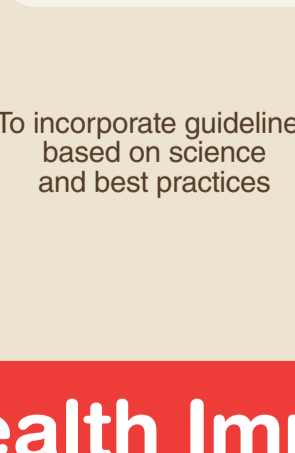 To incorporate guideline
based on science
and best practices
ealth Im